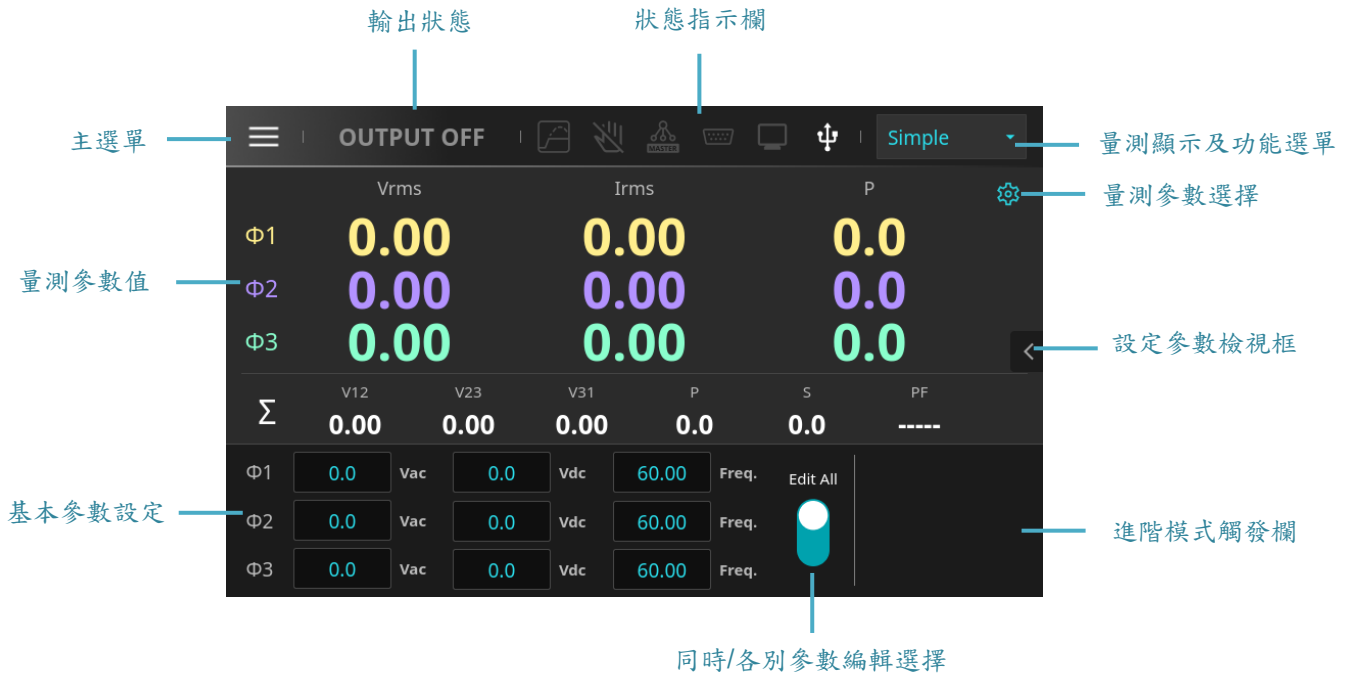 輸出狀態
狀態指示欄
主選單
OUTPUT OFF
MASTER
Simple
量測顯示及功能選單
Vrms Irms P
量測參數選擇
Φ1 0.00 0.00 0.0
量測參數值
Φ2 0.00 0.00 0.0
Φ3 0.00 0.00 0.0
設定參數檢視框
V12 V23 V31 P S PF
Σ 0.00 0.00 0.00 0.0 0.0 -----
Φ1 0.0 Vac 0.0 Vdc 60.00 Freq.
Edit All
基本參數設定
Φ2 0.0 Vac 0.0 Vdc 60.00 Freq.
進階模式觸發欄
Φ3 0.0 Vac 0.0 Vdc 60.00 Freq.
同時/各別參數編輯選擇